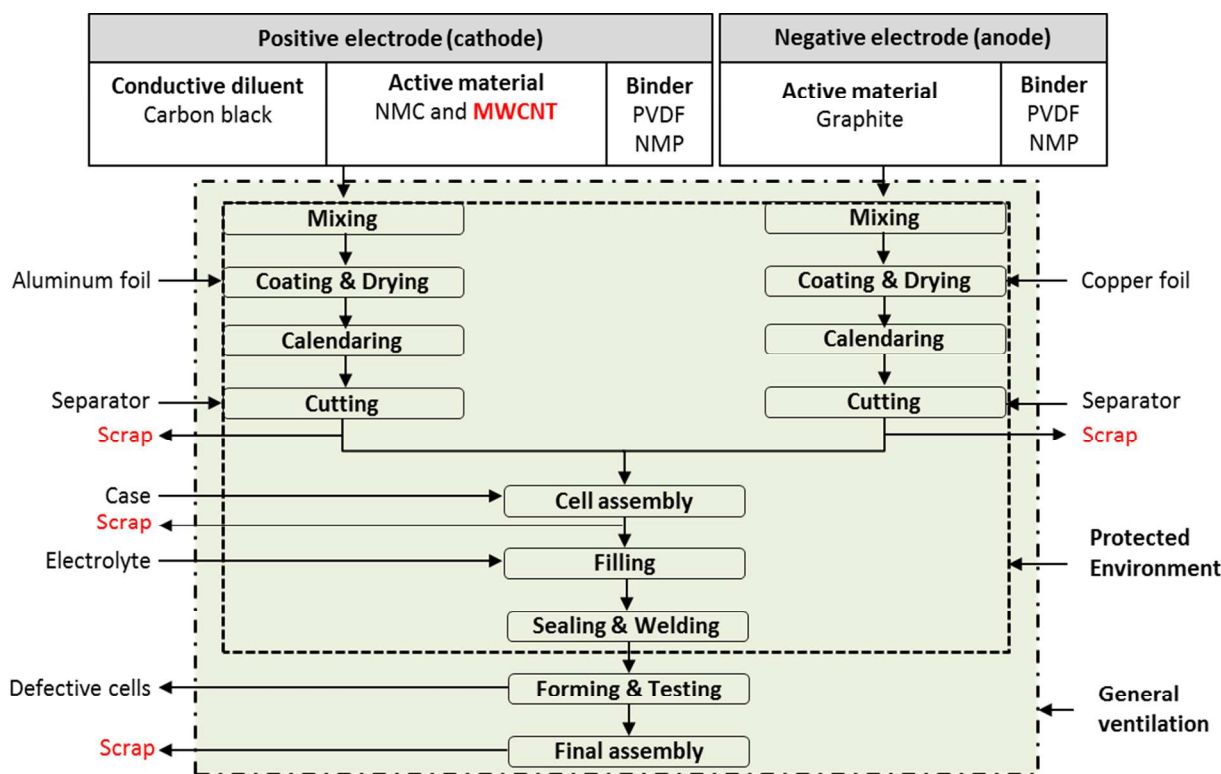 Positive electrode (cathode)
Negative electrode (anode)
Conductive diluent
Carbon black
Active material
NMC and MWCNT
Binder
PVDF
NMP
Active material
Graphite
Binder
PVDF
NMP
Mixing
Mixing
Aluminum foil
Coating & Drying
Coating & Drying
Copper foil
Calendaring
Calendaring
Separator
Cutting
Cutting
Separator
Scrap
Scrap
Case
Cell assembly
Scrap
Electrolyte
Filling
Protected
Environment
Sealing & Welding
Defective cells
Forming & Testing
General
ventilation
Scrap
Final assembly